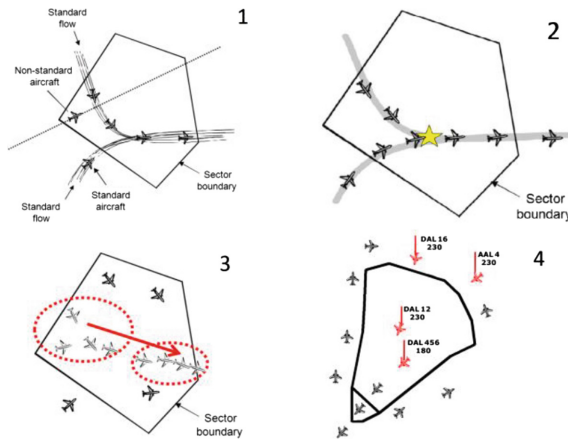 1
Standard
flow
Non-standard
aircraft
Standard
flow
Standard
aircraft
Sector
boundary
2
Sector
boundary
3
Sector
boundary
4
DAL 16
230
AAL 4
230
DAL 12
230
DAL 456
180